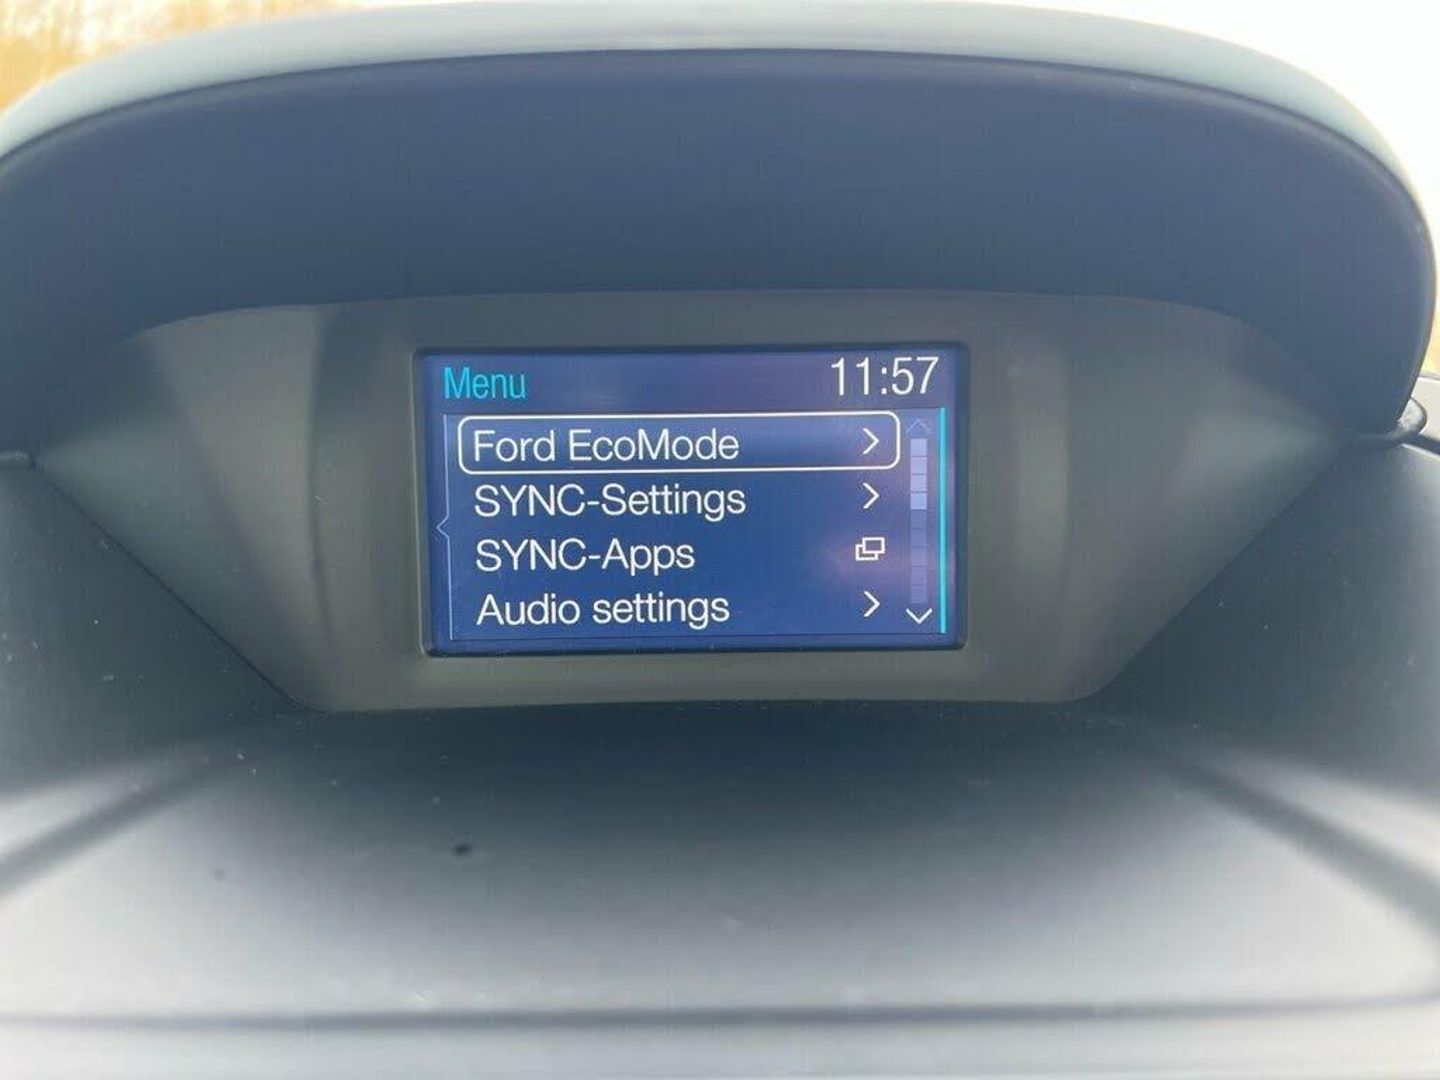 Menu 11:57
Ford EcoMode
SYNC-Settings
SYNC-Apps
Audio settings